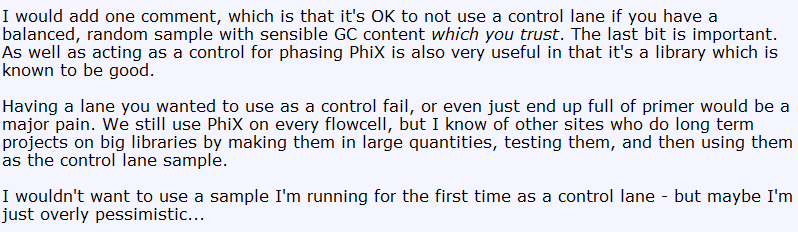 I would add one comment, which is that it's OK to not use a control lane if you have a
balanced, random sample with sensible GC content which you trust. The last bit is important.
As well as acting as a control for phasing PhiX is also very useful in that it's a library which is
known to be good.
Having a lane you wanted to use as a control fail, or even just end up full of primer would be a
major pain. We still use PhiX on every flowcell, but I know of other sites who do long term
projects on big libraries by making them in large quantities, testing them, and then using them
as the control lane sample.
I wouldn't want to use a sample I'm running for the first time as a control lane - but maybe I'm
just overly pessimistic...